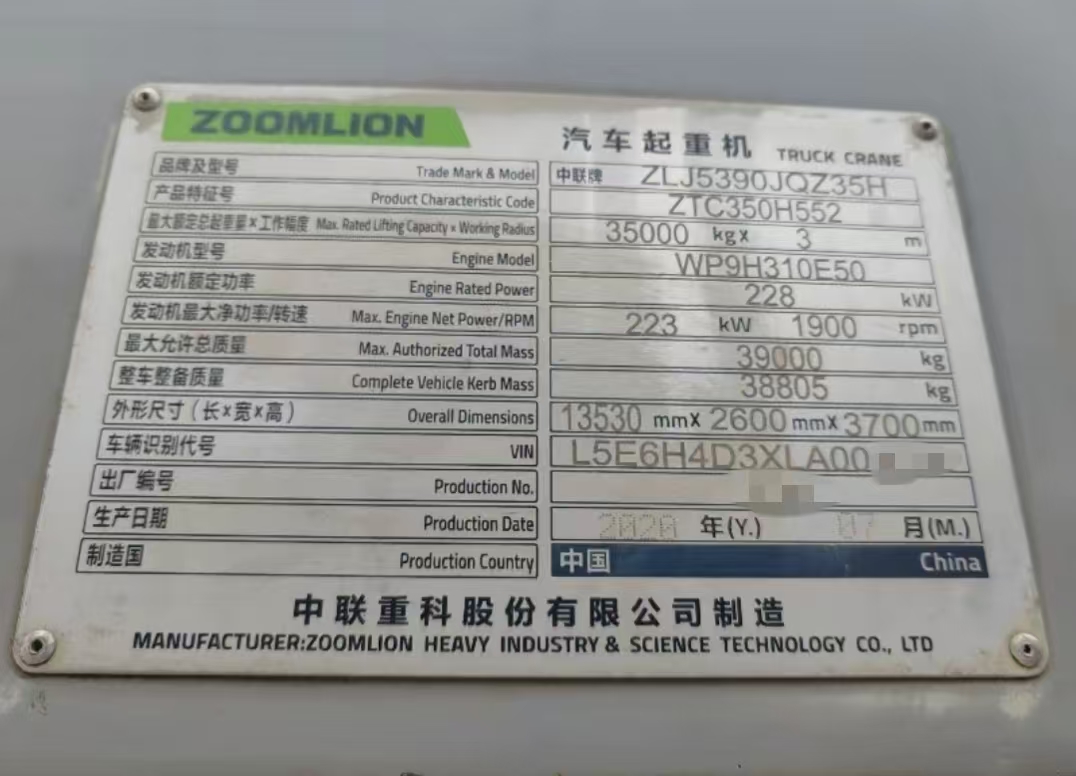 ZOOMLION
汽车起重机 TRUCK CRANE
品牌及型号 Trade Mark & Model 中联牌 ZLJ5390JQZ35H
产品特征号 Product Characteristic Code ZTC350H552
最大额定总起重量×工作幅度 Max. Rated Lifting Capacity × Working Radius 35000 kg× 3 m
发动机型号 Engine Model WP9H310E50
发动机额定功率 Engine Rated Power 228 kW
发动机最大净功率/转速 Max. Engine Net Power/RPM 223 kW 1900 rpm
最大允许总质量 Max. Authorized Total Mass 39000 kg
整车整备质量 Complete Vehicle Kerb Mass 38805 kg
外形尺寸(长×宽×高) Overall Dimensions 13530 mm× 2600 mm× 3700 mm
车辆识别代号 VIN L5E6H4D3XLA00
出厂编号 Production No.
生产日期 Production Date 2020 年(Y.) 07 月(M.)
制造国 Production Country 中国 China
中联重科股份有限公司制造
MANUFACTURER:ZOOMLION HEAVY INDUSTRY & SCIENCE TECHNOLOGY CO., LTD